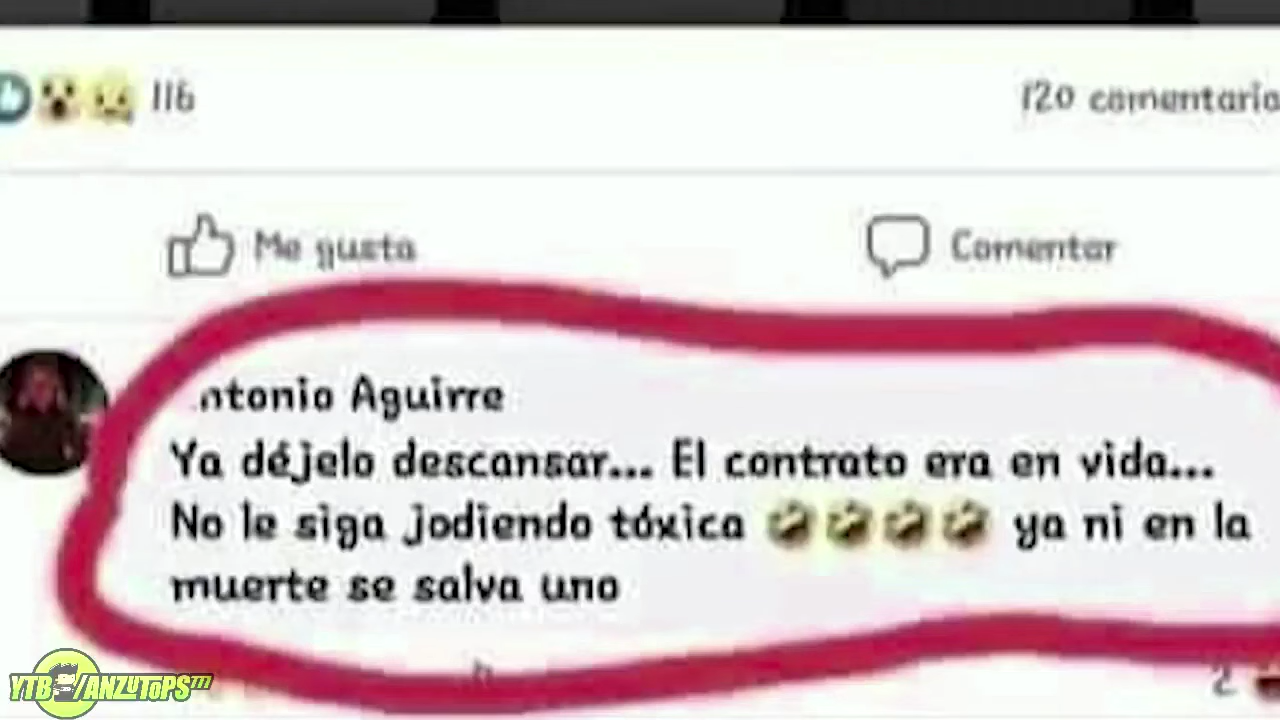 116
120 comentario
Me gusta
Comentar
ntonio Aguirre
Ya déjelo descansar... El contrato era en vida...
No le siga jodiendo tóxica 🤣🤣🤣🤣 ya ni en la
muerte se salva uno
2
YTB/ANZUTOPS